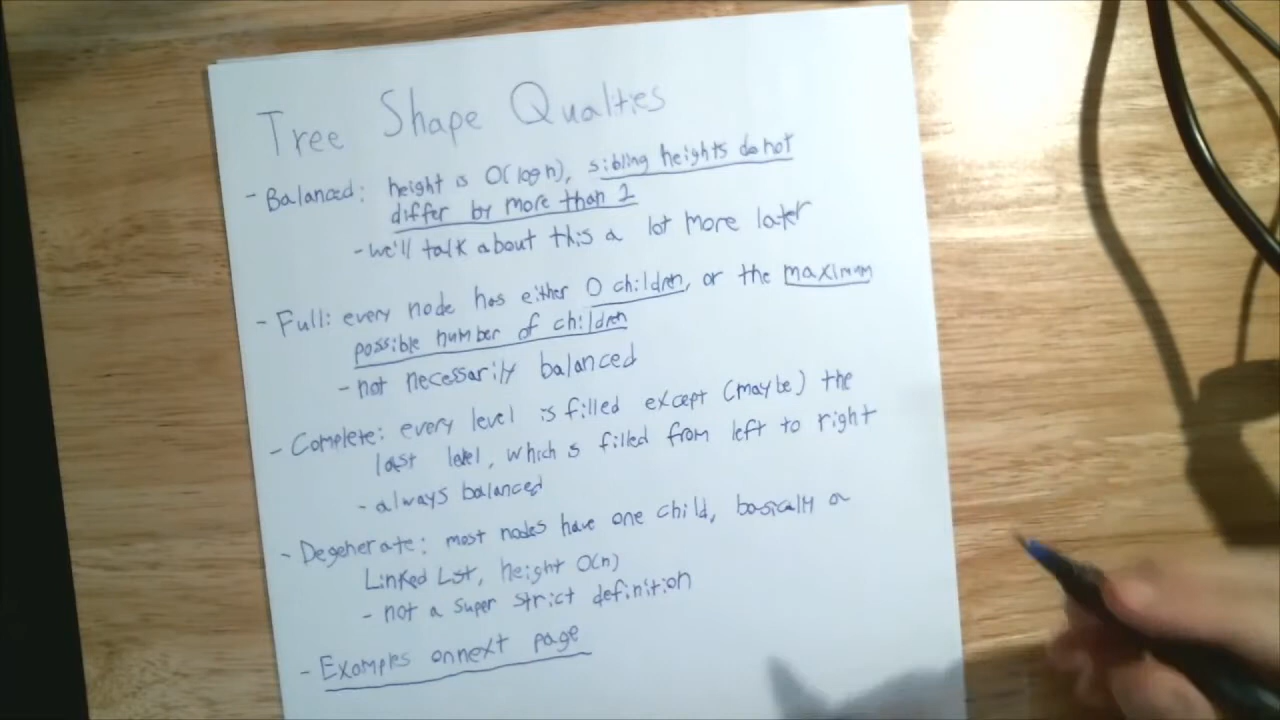 Tree Shape Qualties
- Balanced: height is O(log n), sibling heights do not
differ by more than 1
- we'll talk about this a lot more later
- Full: every node has either 0 children, or the maximum
possible number of children
- not necessarily balanced
- Complete: every level is filled except (maybe) the
last level, which is filled from left to right
- always balanced
- Degenerate: most nodes have one child, basically a
Linked List, height O(n)
- not a super strict definition
- Examples on next page